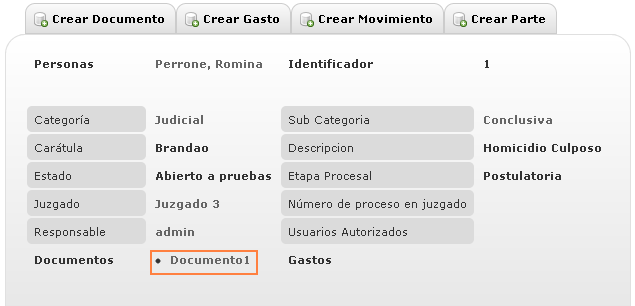 Crear Documento Crear Gasto Crear Movimiento Crear Parte
Personas Perrone, Romina Identificador 1
Categoría Judicial Sub Categoria Conclusiva
Carátula Brandao Descripcion Homicidio Culposo
Estado Abierto a pruebas Etapa Procesal Postulatoria
Juzgado Juzgado 3 Número de proceso en juzgado
Responsable admin Usuarios Autorizados
Documentos • Documento1 Gastos